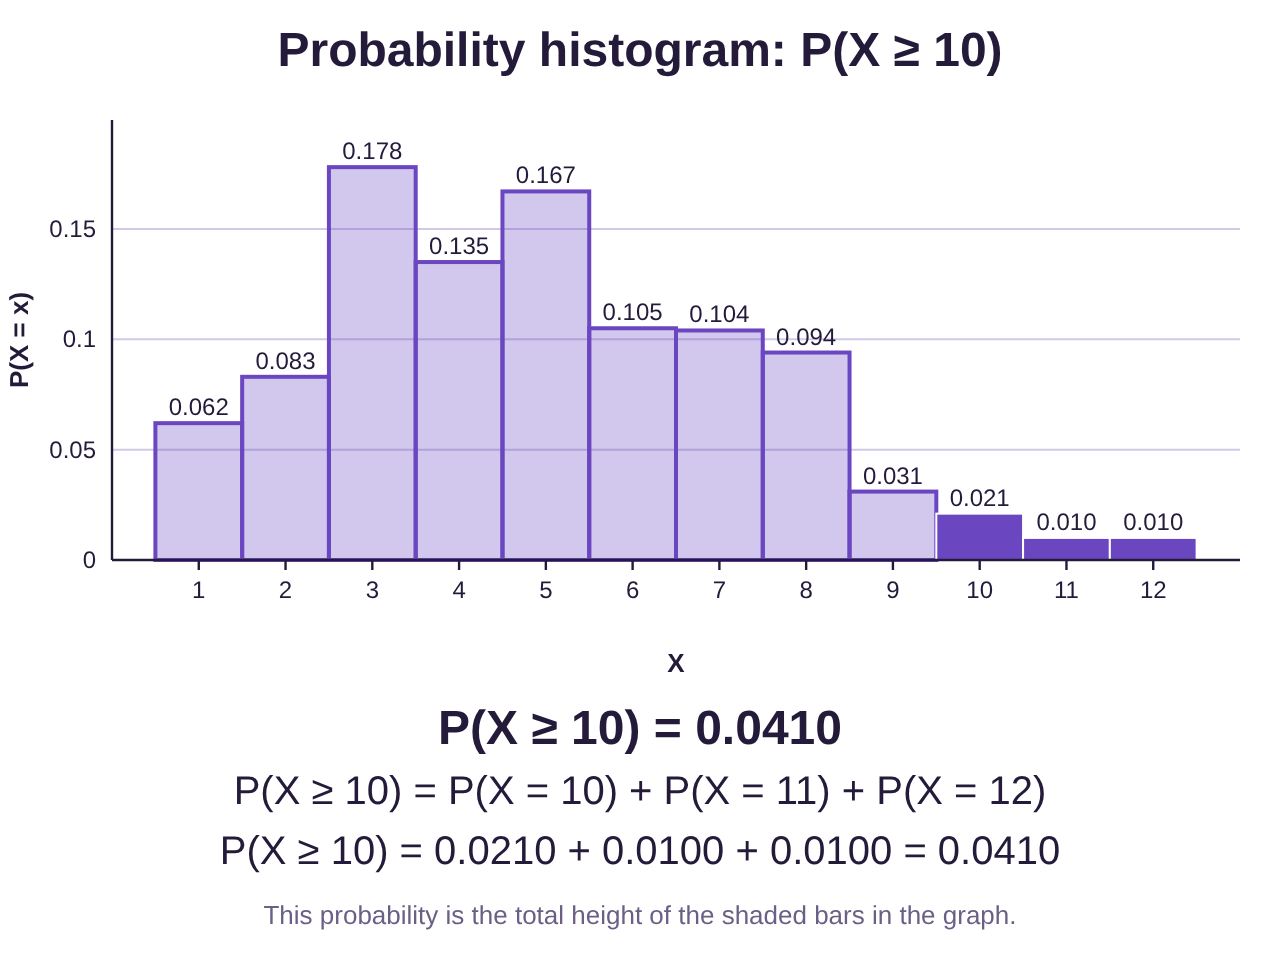 Probability histogram: P(X ≥ 10)
P(X = x)
0.15
0.1
0.05
0
0.062
0.083
0.178
0.135
0.167
0.105
0.104
0.094
0.031
0.021
0.010
0.010
1 2 3 4 5 6 7 8 9 10 11 12
X
P(X ≥ 10) = 0.0410
P(X ≥ 10) = P(X = 10) + P(X = 11) + P(X = 12)
P(X ≥ 10) = 0.0210 + 0.0100 + 0.0100 = 0.0410
This probability is the total height of the shaded bars in the graph.